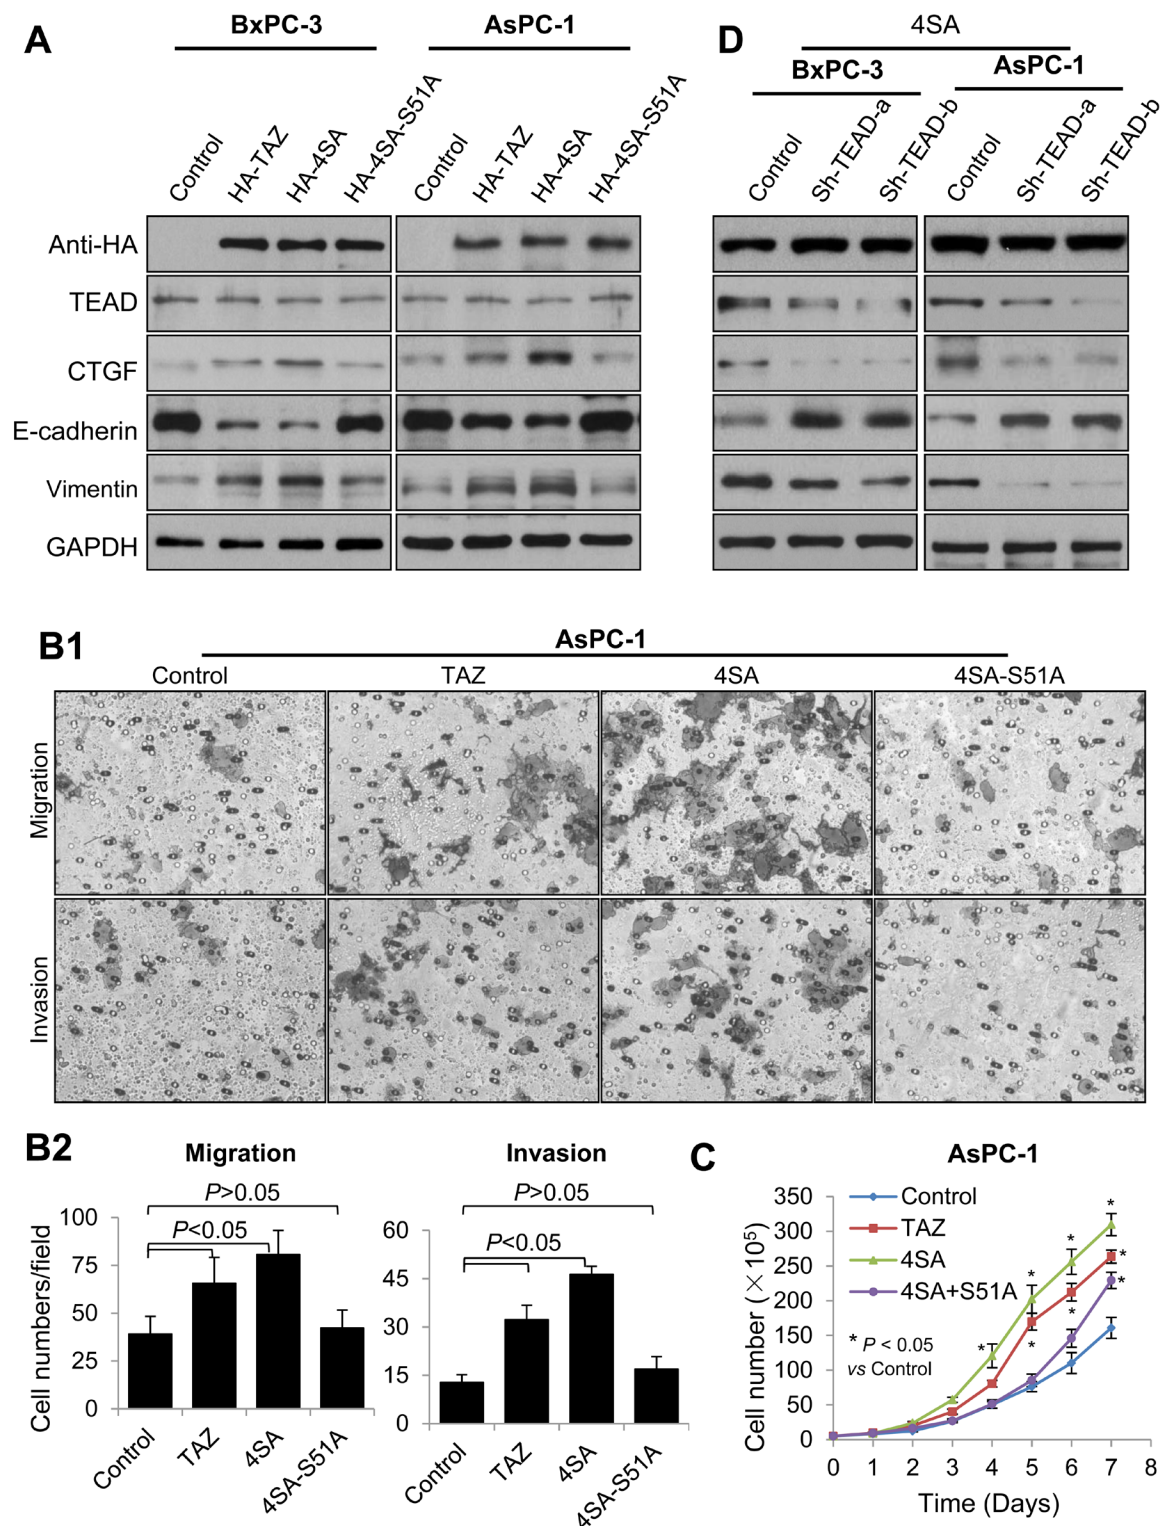 A
BxPC-3
AsPC-1
Control
HA-TAZ
HA-4SA
HA-4SA-S51A
Control
HA-TAZ
HA-4SA
HA-4SA-S51A
Anti-HA
TEAD
CTGF
E-cadherin
Vimentin
GAPDH
D
4SA
BxPC-3
AsPC-1
Control
Sh-TEAD-a
Sh-TEAD-b
Control
Sh-TEAD-a
Sh-TEAD-b
B1
AsPC-1
Control
TAZ
4SA
4SA-S51A
Migration
Invasion
B2
Migration
P>0.05
P<0.05
Cell numbers/field
100
75
50
25
0
Control
TAZ
4SA
4SA-S51A
Invasion
P>0.05
P<0.05
60
45
30
15
0
Control
TAZ
4SA
4SA-S51A
C
AsPC-1
Cell number (×10⁵)
350
300
250
200
150
100
50
0
Control
TAZ
4SA
4SA+S51A
* P < 0.05
vs Control
* * * * * * * * *
0 1 2 3 4 5 6 7 8
Time (Days)